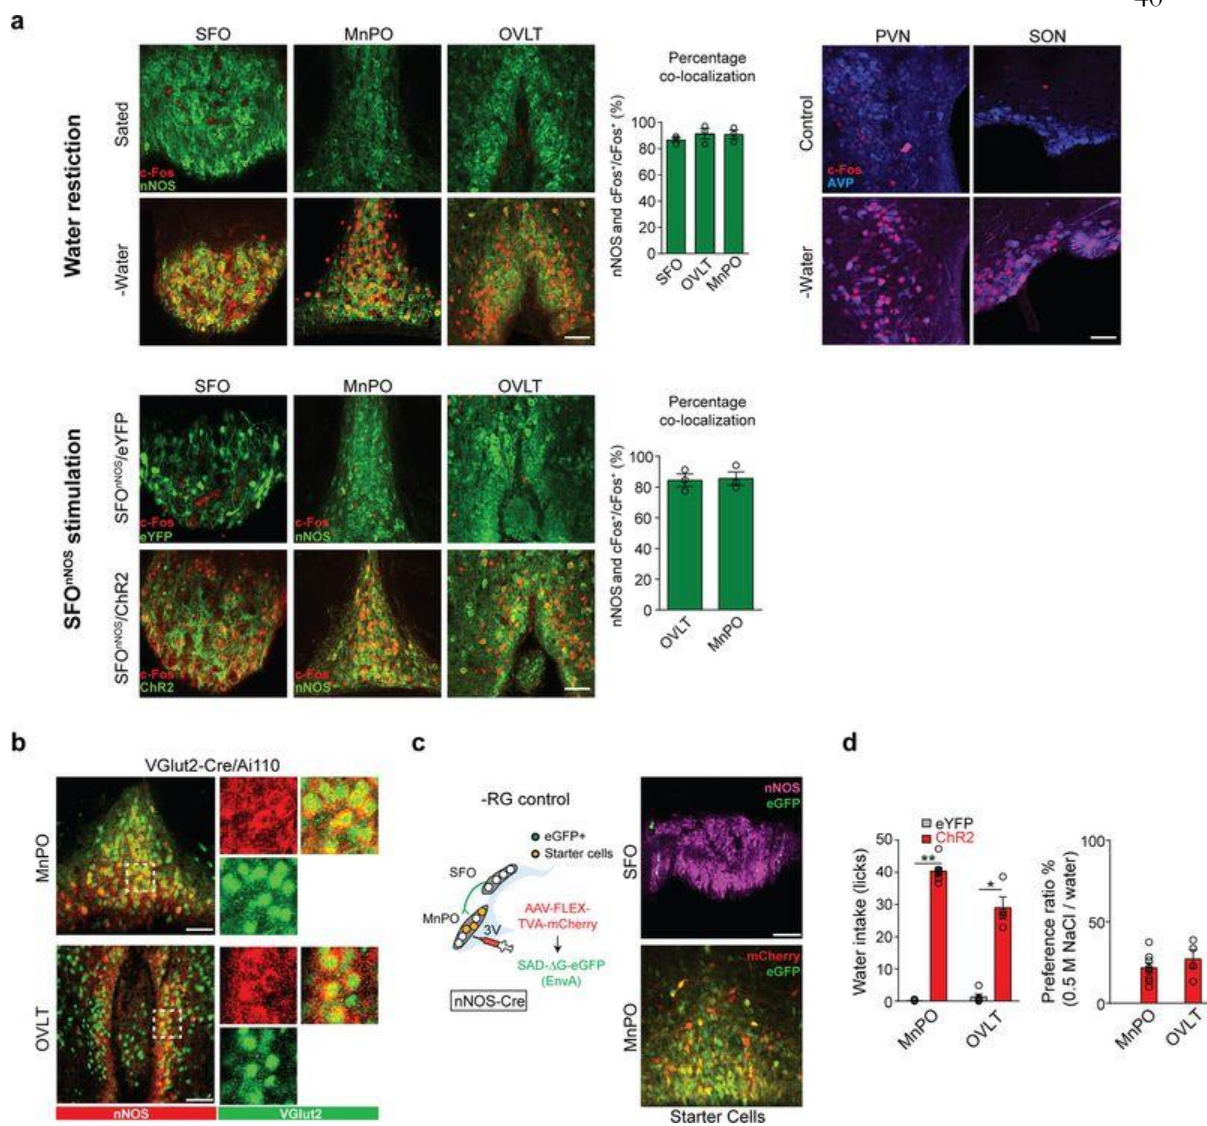 40
a
SFO MnPO OVLT
Water restiction
Sated
c-Fos
nNOS
-Water
Percentage
co-localization
nNOS and cFos⁺/cFos⁺ (%)
100
80
60
40
20
0
SFO
OVLT
MnPO
PVN SON
Control
c-Fos
AVP
-Water
SFO MnPO OVLT
SFOⁿᴺᴼˢ stimulation
SFOⁿᴺᴼˢ/eYFP
c-Fos
eYFP
c-Fos
nNOS
SFOⁿᴺᴼˢ/ChR2
c-Fos
ChR2
c-Fos
nNOS
Percentage
co-localization
nNOS and cFos⁺/cFos⁺ (%)
100
80
60
40
20
0
OVLT
MnPO
b
VGlut2-Cre/Ai110
MnPO
OVLT
nNOS VGlut2
c
-RG control
eGFP+
Starter cells
SFO
MnPO
3V
AAV-FLEX-
TVA-mCherry
SAD-ΔG-eGFP
(EnvA)
nNOS-Cre
SFO
nNOS
eGFP
MnPO
mCherry
eGFP
Starter Cells
d
eYFP
ChR2
Water intake (licks)
50
40
30
20
10
0
**
*
MnPO
OVLT
Preference ratio %
(0.5 M NaCl / water)
100
50
0
MnPO
OVLT